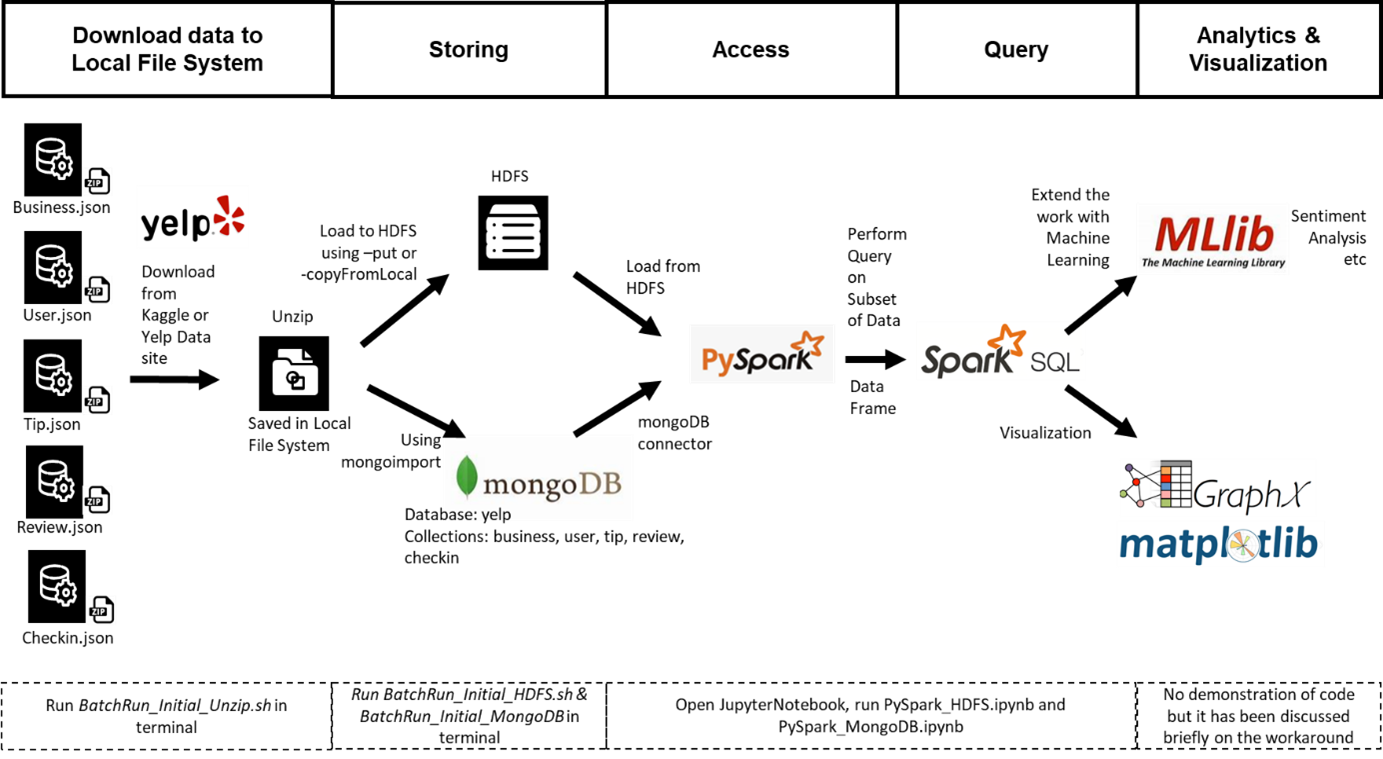 Download data to
Local File System
Storing
Access
Query
Analytics &
Visualization
ZIP
Business.json
ZIP
User.json
ZIP
Tip.json
ZIP
Review.json
ZIP
Checkin.json
yelp
Download
from
Kaggle or
Yelp Data
site
Unzip
Saved in Local
File System
Load to HDFS
using –put or
-copyFromLocal
HDFS
Using
mongoimport
mongoDB
Database: yelp
Collections: business, user, tip, review,
checkin
Load from
HDFS
mongoDB
connector
PySpark
Perform
Query
on
Subset
of Data
Data
Frame
Spark SQL
Extend the
work with
Machine
Learning
MLlib
The Machine Learning Library
Sentiment
Analysis
etc
Visualization
GraphX
matplotlib
Run BatchRun_Initial_Unzip.sh in
terminal
Run BatchRun_Initial_HDFS.sh &
BatchRun_Initial_MongoDB in
terminal
Open JupyterNotebook, run PySpark_HDFS.ipynb and
PySpark_MongoDB.ipynb
No demonstration of code
but it has been discussed
briefly on the workaround